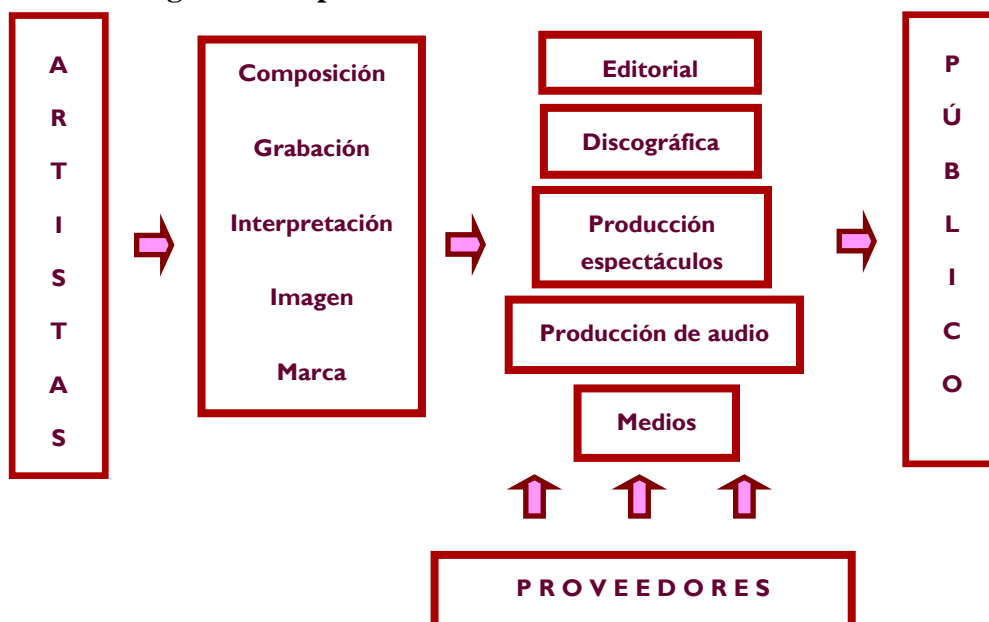 A
R
T
I
S
T
A
S
Composición
Grabación
Interpretación
Imagen
Marca
Editorial
Discográfica
Producción
espectáculos
Producción de audio
Medios
P
Ú
B
L
I
C
O
P R O V E E D O R E S